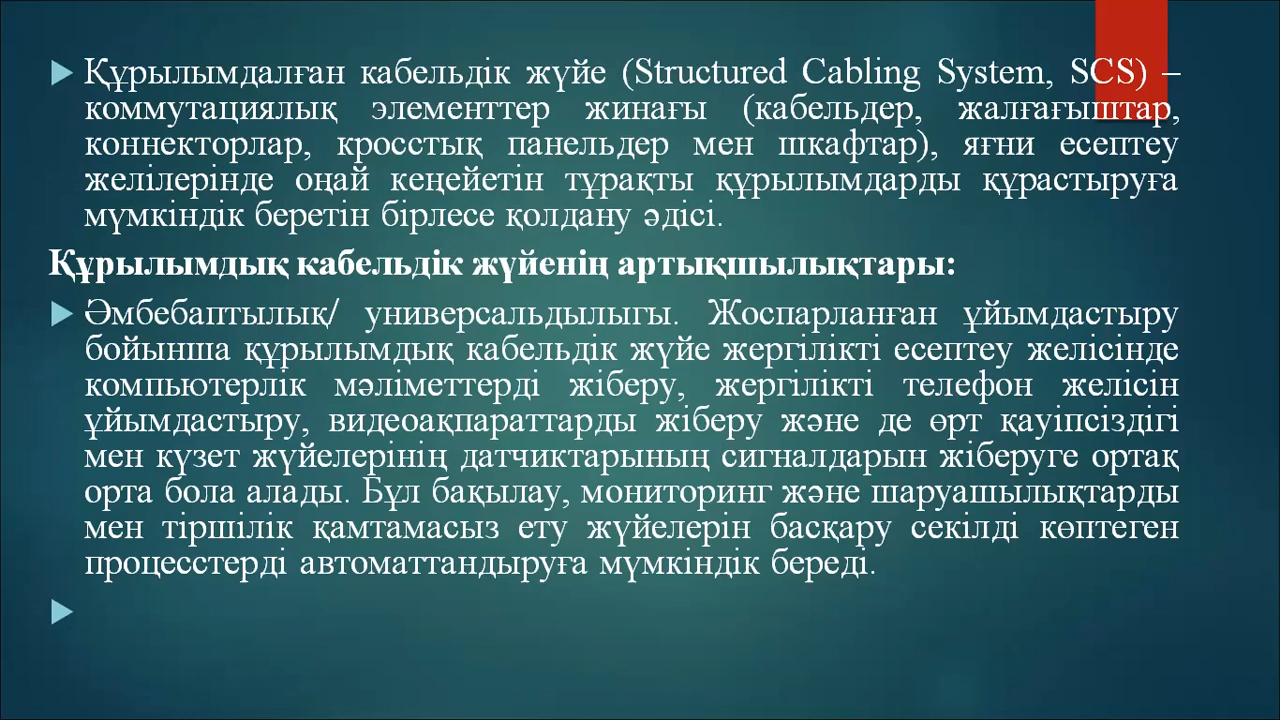 Құрылымдалған кабельдік жүйе (Structured Cabling System, SCS) –
коммутациялық элементтер жинағы (кабельдер, жалғағыштар,
коннекторлар, кросстық панельдер мен шкафтар), яғни есептеу
желілерінде оңай кеңейетін тұрақты құрылымдарды құрастыруға
мүмкіндік беретін бірлесе қолдану әдісі.
Құрылымдық кабельдік жүйенің артықшылықтары:
Әмбебаптылық/ универсальдылығы. Жоспарланған ұйымдастыру
бойынша құрылымдық кабельдік жүйе жергілікті есептеу желісінде
компьютерлік мәліметтерді жіберу, жергілікті телефон желісін
ұйымдастыру, видеоақпараттарды жіберу және де өрт қауіпсіздігі
мен күзет жүйелерінің датчиктарының сигналдарын жіберуге ортақ
орта бола алады. Бұл бақылау, мониторинг және шаруашылықтарды
мен тіршілік қамтамасыз ету жүйелерін басқару секілді көптеген
процесстерді автоматтандыруға мүмкіндік береді.